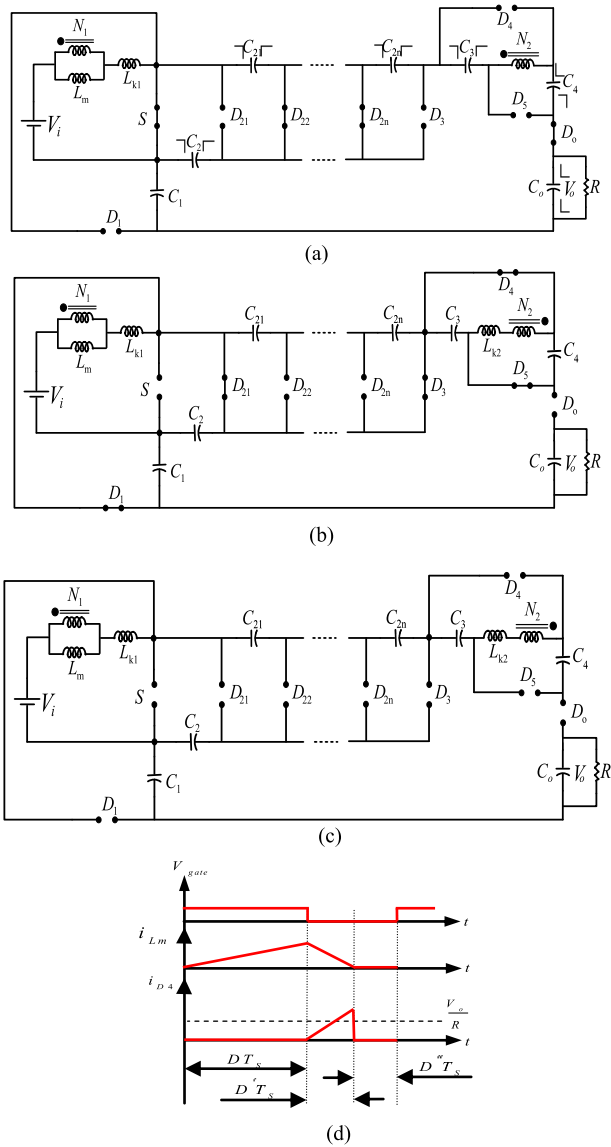 N1 Lm Lk1 Vi S C1 D1 C2 C21 D21 D22 C2n D2n D3 C3 N2 D4 C4 D5 Do Co Vo R
(a)
N1 Lm Lk1 Vi S C1 D1 C2 C21 D21 D22 C2n D2n D3 C3 Lk2 N2 D4 C4 D5 Do Co Vo R
(b)
N1 Lm Lk1 Vi S C1 D1 C2 C21 D21 D22 C2n D2n D3 C3 Lk2 N2 D4 C4 D5 Do Co Vo R
(c)
Vgate
t
iLm
t
iD4
Vo
R
t
DTS
D'TS
D"TS
(d)